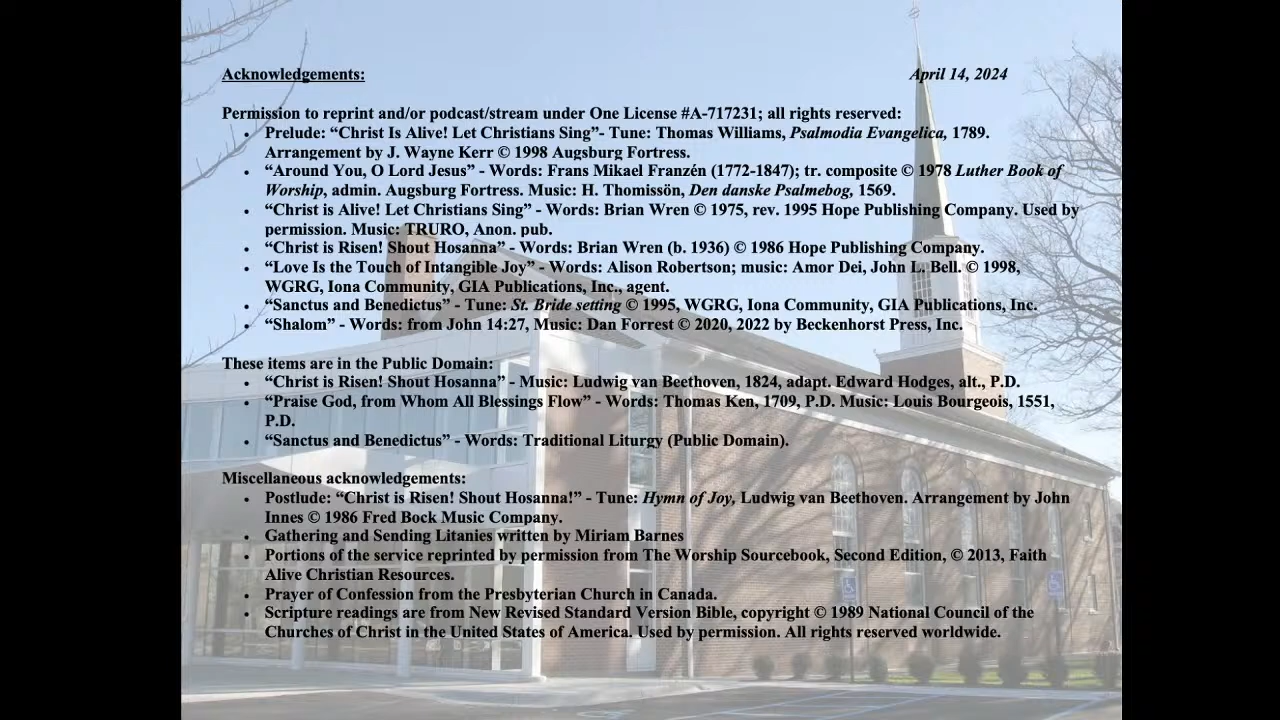 Acknowledgements: April 14, 2024
Permission to reprint and/or podcast/stream under One License #A-717231; all rights reserved:
• Prelude: “Christ Is Alive! Let Christians Sing”- Tune: Thomas Williams, Psalmodia Evangelica, 1789.
Arrangement by J. Wayne Kerr © 1998 Augsburg Fortress.
• “Around You, O Lord Jesus” - Words: Frans Mikael Franzén (1772-1847); tr. composite © 1978 Luther Book of
Worship, admin. Augsburg Fortress. Music: H. Thomissön, Den danske Psalmebog, 1569.
• “Christ is Alive! Let Christians Sing” - Words: Brian Wren © 1975, rev. 1995 Hope Publishing Company. Used by
permission. Music: TRURO, Anon. pub.
• “Christ is Risen! Shout Hosanna” - Words: Brian Wren (b. 1936) © 1986 Hope Publishing Company.
• “Love Is the Touch of Intangible Joy” - Words: Alison Robertson; music: Amor Dei, John L. Bell. © 1998,
WGRG, Iona Community, GIA Publications, Inc., agent.
• “Sanctus and Benedictus” - Tune: St. Bride setting © 1995, WGRG, Iona Community, GIA Publications, Inc.
• “Shalom” - Words: from John 14:27, Music: Dan Forrest © 2020, 2022 by Beckenhorst Press, Inc.
These items are in the Public Domain:
• “Christ is Risen! Shout Hosanna” - Music: Ludwig van Beethoven, 1824, adapt. Edward Hodges, alt., P.D.
• “Praise God, from Whom All Blessings Flow” - Words: Thomas Ken, 1709, P.D. Music: Louis Bourgeois, 1551,
P.D.
• “Sanctus and Benedictus” - Words: Traditional Liturgy (Public Domain).
Miscellaneous acknowledgements:
• Postlude: “Christ is Risen! Shout Hosanna!” - Tune: Hymn of Joy, Ludwig van Beethoven. Arrangement by John
Innes © 1986 Fred Bock Music Company.
• Gathering and Sending Litanies written by Miriam Barnes
• Portions of the service reprinted by permission from The Worship Sourcebook, Second Edition, © 2013, Faith
Alive Christian Resources.
• Prayer of Confession from the Presbyterian Church in Canada.
• Scripture readings are from New Revised Standard Version Bible, copyright © 1989 National Council of the
Churches of Christ in the United States of America. Used by permission. All rights reserved worldwide.